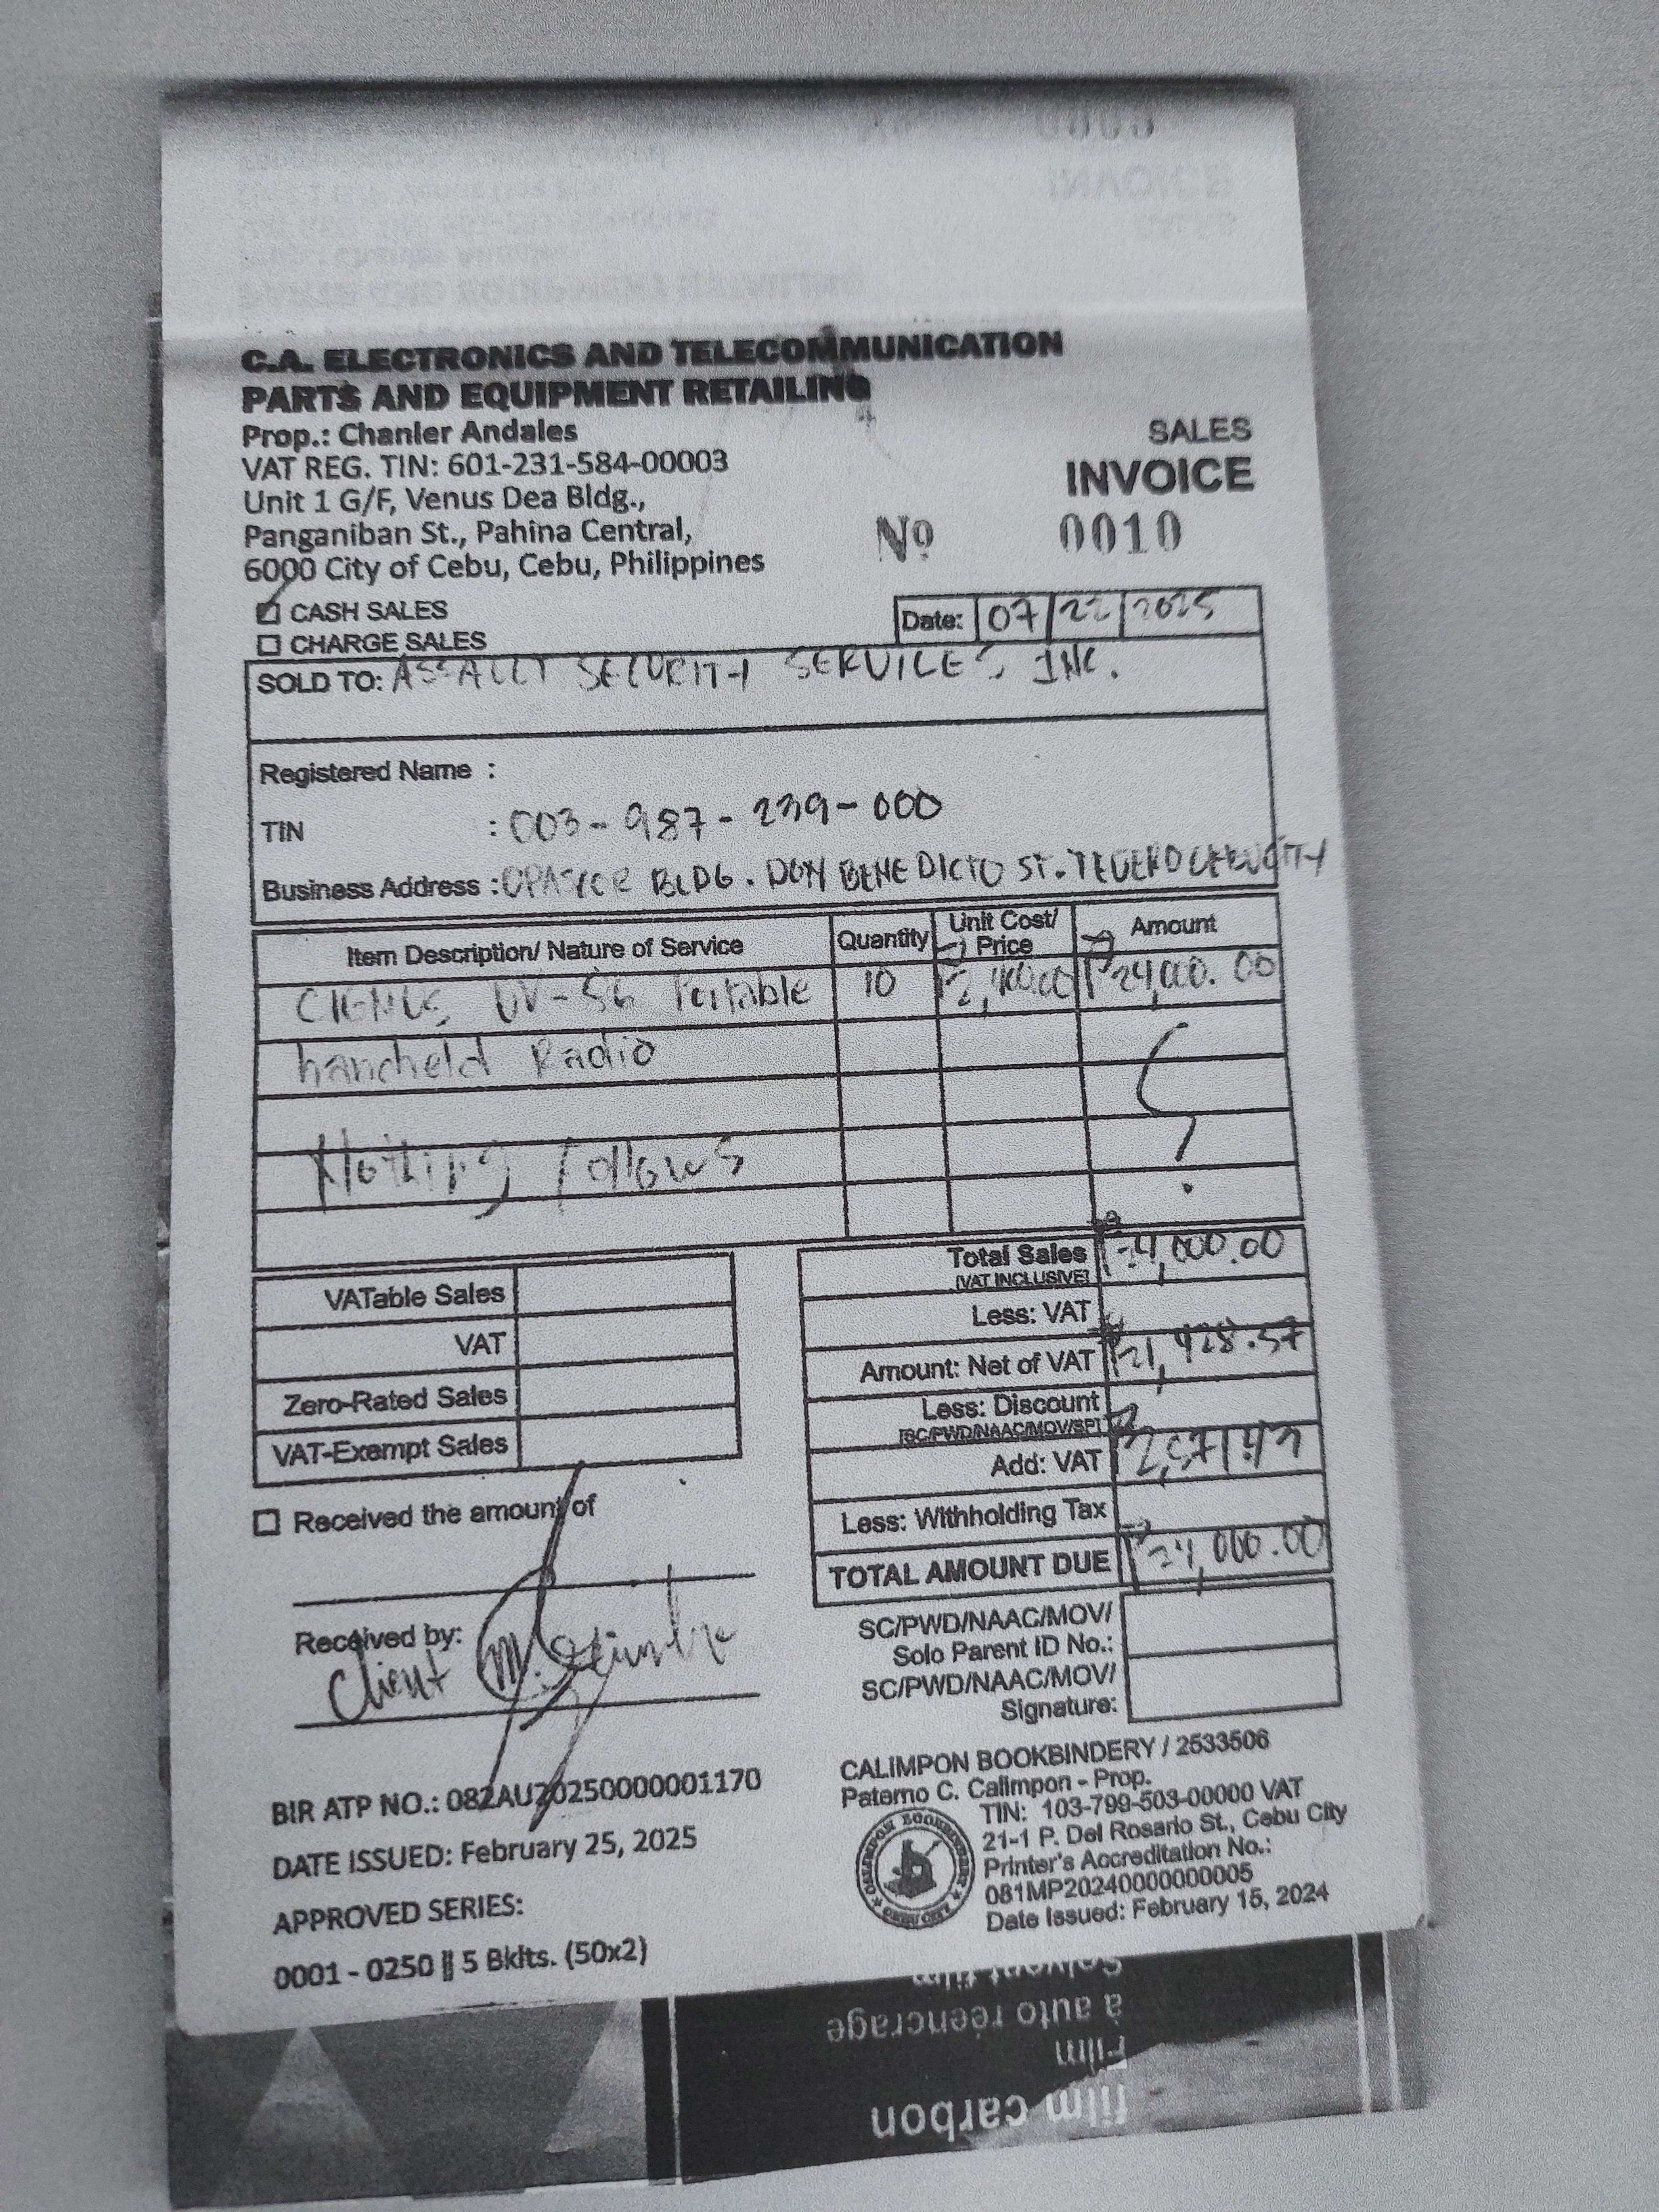 C.A. ELECTRONICS AND TELECOMMUNICATION
PARTS AND EQUIPMENT RETAILING
Prop.: Chanler Andales
VAT REG. TIN: 601-231-584-00003
Unit 1 G/F, Venus Dea Bldg.,
Panganiban St., Pahina Central,
6000 City of Cebu, Cebu, Philippines
SALES
INVOICE
Nº 0010
CASH SALES
CHARGE SALES
Date: 07/22/2025
SOLD TO: ASSAULT SECURITY SERVICES INC.
Registered Name :
TIN : 003-987-239-000
Business Address : OPASCOR BLDG. DON BENEDICTO ST. TEJERO CEBU CITY
Item Description/ Nature of Service Quantity Unit Cost/ Price Amount
CIGNUS UV-56 Portable 10 ₱2,400.00 ₱24,000.00
handheld Radio
Nothing follows
Total Sales ₱24,000.00
[VAT INCLUSIVE]
Less: VAT
Amount: Net of VAT ₱21,428.57
Less: Discount
[SC/PWD/NAAC/MOV/SP]
Add: VAT ₱2,571.43
Less: Withholding Tax
TOTAL AMOUNT DUE ₱24,000.00
VATable Sales
VAT
Zero-Rated Sales
VAT-Exempt Sales
Received the amount of
Received by:
Client
SC/PWD/NAAC/MOV/
Solo Parent ID No.:
SC/PWD/NAAC/MOV/
Signature:
BIR ATP NO.: 082AU20250000001170
DATE ISSUED: February 25, 2025
APPROVED SERIES:
0001 - 0250 || 5 Bklts. (50x2)
CALIMPON BOOKBINDERY / 2533506
Paterno C. Calimpon - Prop.
TIN: 103-799-503-00000 VAT
21-1 P. Del Rosario St., Cebu City
Printer's Accreditation No.:
081MP20240000000005
Date Issued: February 15, 2024
CALIMPON BOOKBINDERY
CEBU CITY
à auto réencrage
Film
film carbon